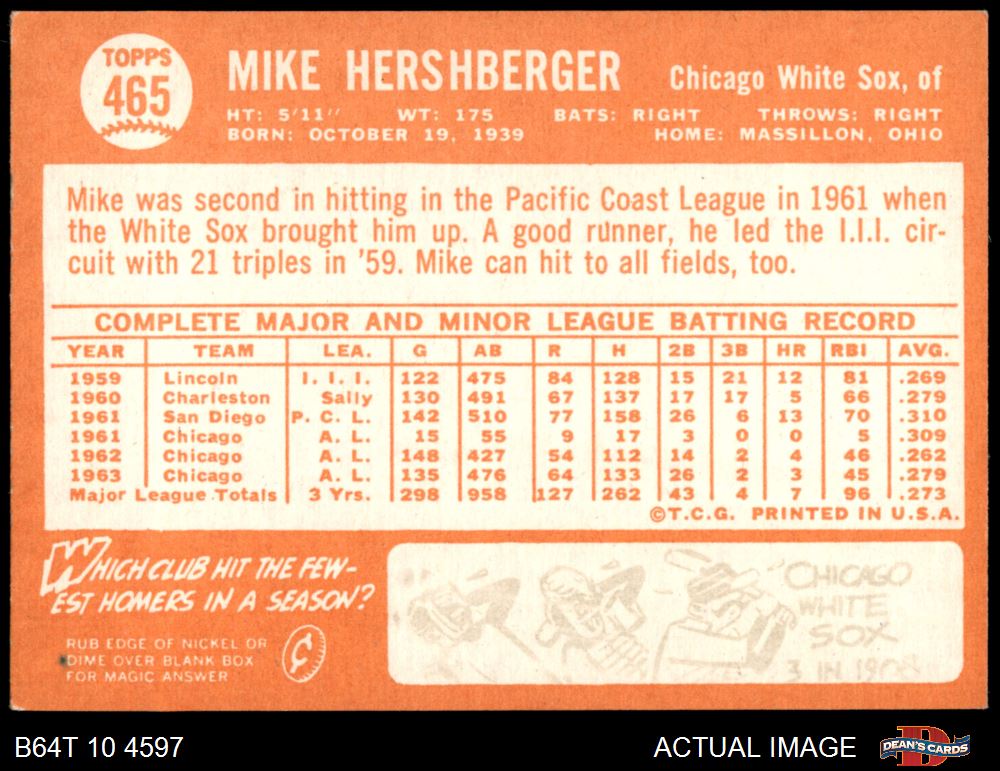 TOPPS
465
MIKE HERSHBERGER
Chicago White Sox, of
HT: 5'11" WT: 175 BATS: RIGHT THROWS: RIGHT
BORN: OCTOBER 19, 1939 HOME: MASSILLON, OHIO
Mike was second in hitting in the Pacific Coast League in 1961 when
the White Sox brought him up. A good runner, he led the I.I.I. cir-
cuit with 21 triples in '59. Mike can hit to all fields, too.
COMPLETE MAJOR AND MINOR LEAGUE BATTING RECORD
YEAR TEAM LEA. G AB R H 2B 3B HR RBI AVG.
1959 Lincoln I. I. I. 122 475 84 128 15 21 12 81 .269
1960 Charleston Sally 130 491 67 137 17 17 5 66 .279
1961 San Diego P. C. L. 142 510 77 158 26 6 13 70 .310
1961 Chicago A. L. 15 55 9 17 3 0 0 5 .309
1962 Chicago A. L. 148 427 54 112 14 2 4 46 .262
1963 Chicago A. L. 135 476 64 133 26 2 3 45 .279
Major League Totals 3 Yrs. 298 958 127 262 43 4 7 96 .273
©T.C.G. PRINTED IN U.S.A.
WHICH CLUB HIT THE FEW-
EST HOMERS IN A SEASON?
RUB EDGE OF NICKEL OR
DIME OVER BLANK BOX
FOR MAGIC ANSWER
¢
CHICAGO
WHITE
SOX
3 IN 1908
B64T 10 4597
ACTUAL IMAGE
D
DEAN'S CARDS